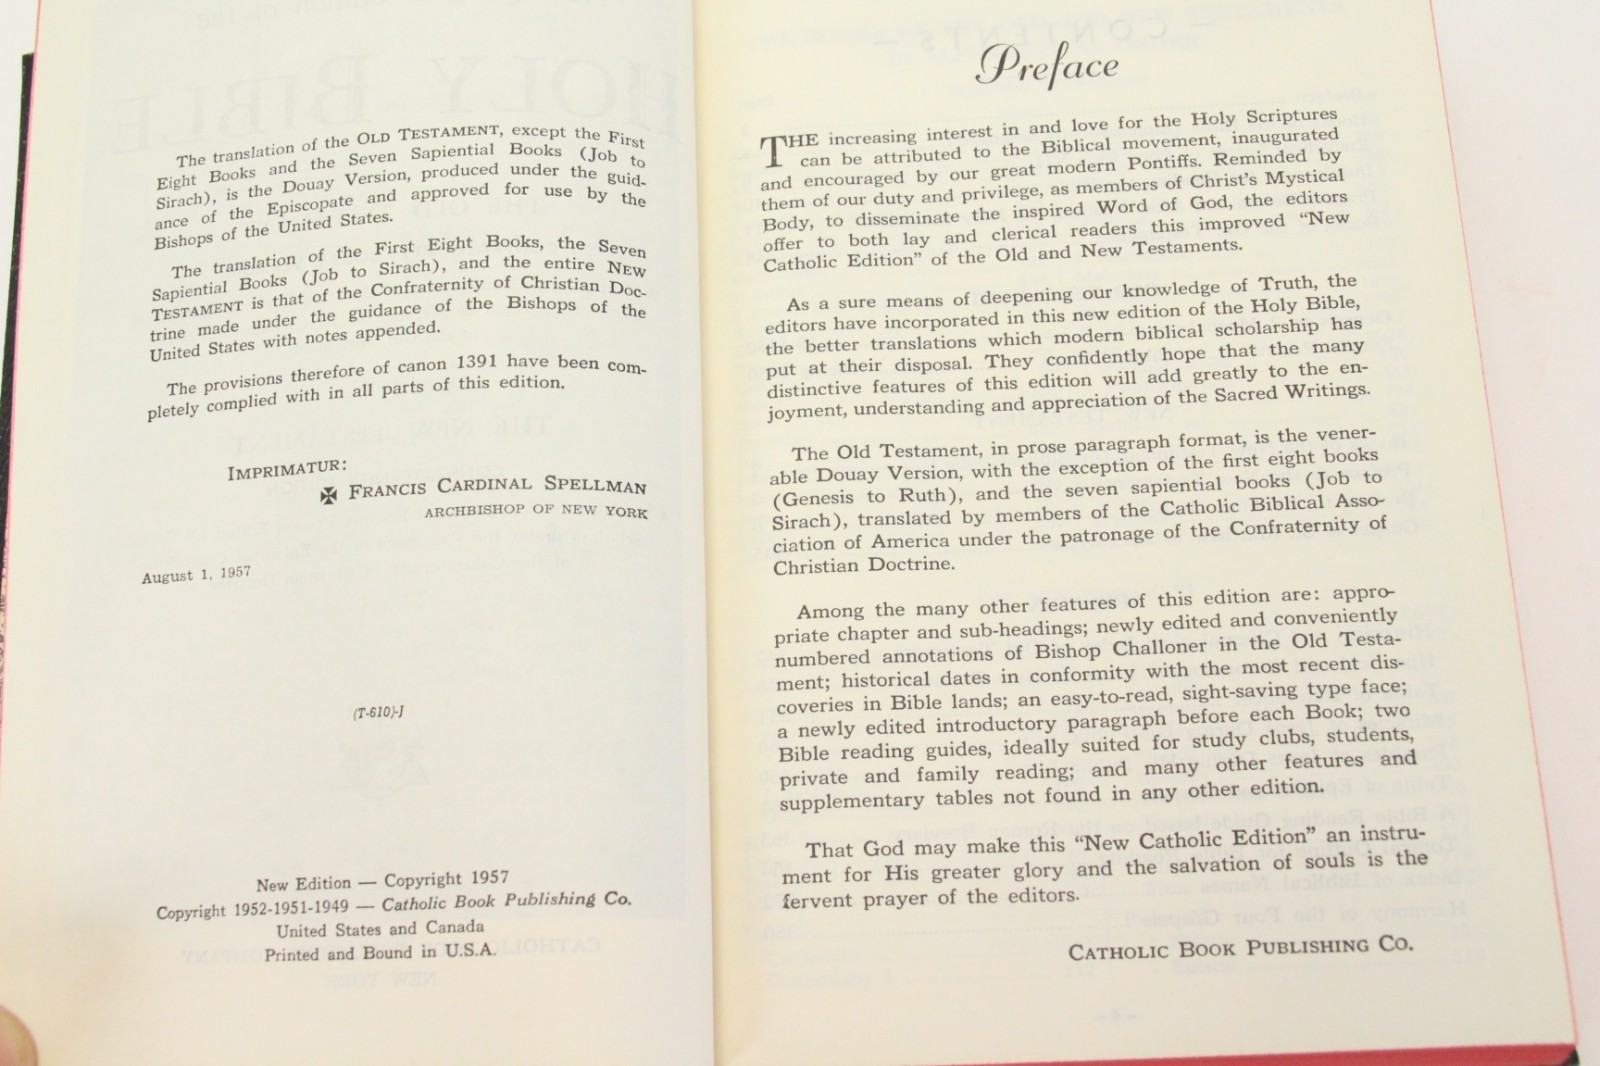 The translation of the OLD TESTAMENT, except the First
Eight Books and the Seven Sapiential Books (Job to
Sirach), is the Douay Version, produced under the guid-
ance of the Episcopate and approved for use by the
Bishops of the United States.
The translation of the First Eight Books, the Seven
Sapiential Books (Job to Sirach), and the entire NEW
TESTAMENT is that of the Confraternity of Christian Doc-
trine made under the guidance of the Bishops of the
United States with notes appended.
The provisions therefore of canon 1391 have been com-
pletely complied with in all parts of this edition.
IMPRIMATUR:
✠ FRANCIS CARDINAL SPELLMAN
ARCHBISHOP OF NEW YORK
August 1, 1957
(T-610)-J
New Edition — Copyright 1957
Copyright 1952-1951-1949 — Catholic Book Publishing Co.
United States and Canada
Printed and Bound in U.S.A.
Preface
THE increasing interest in and love for the Holy Scriptures
can be attributed to the Biblical movement, inaugurated
and encouraged by our great modern Pontiffs. Reminded by
them of our duty and privilege, as members of Christ's Mystical
Body, to disseminate the inspired Word of God, the editors
offer to both lay and clerical readers this improved "New
Catholic Edition" of the Old and New Testaments.
As a sure means of deepening our knowledge of Truth, the
editors have incorporated in this new edition of the Holy Bible,
the better translations which modern biblical scholarship has
put at their disposal. They confidently hope that the many
distinctive features of this edition will add greatly to the en-
joyment, understanding and appreciation of the Sacred Writings.
The Old Testament, in prose paragraph format, is the vener-
able Douay Version, with the exception of the first eight books
(Genesis to Ruth), and the seven sapiential books (Job to
Sirach), translated by members of the Catholic Biblical Asso-
ciation of America under the patronage of the Confraternity of
Christian Doctrine.
Among the many other features of this edition are: appro-
priate chapter and sub-headings; newly edited and conveniently
numbered annotations of Bishop Challoner in the Old Testa-
ment; historical dates in conformity with the most recent dis-
coveries in Bible lands; an easy-to-read, sight-saving type face;
a newly edited introductory paragraph before each Book; two
Bible reading guides, ideally suited for study clubs, students,
private and family reading; and many other features and
supplementary tables not found in any other edition.
That God may make this "New Catholic Edition" an instru-
ment for His greater glory and the salvation of souls is the
fervent prayer of the editors.
CATHOLIC BOOK PUBLISHING CO.